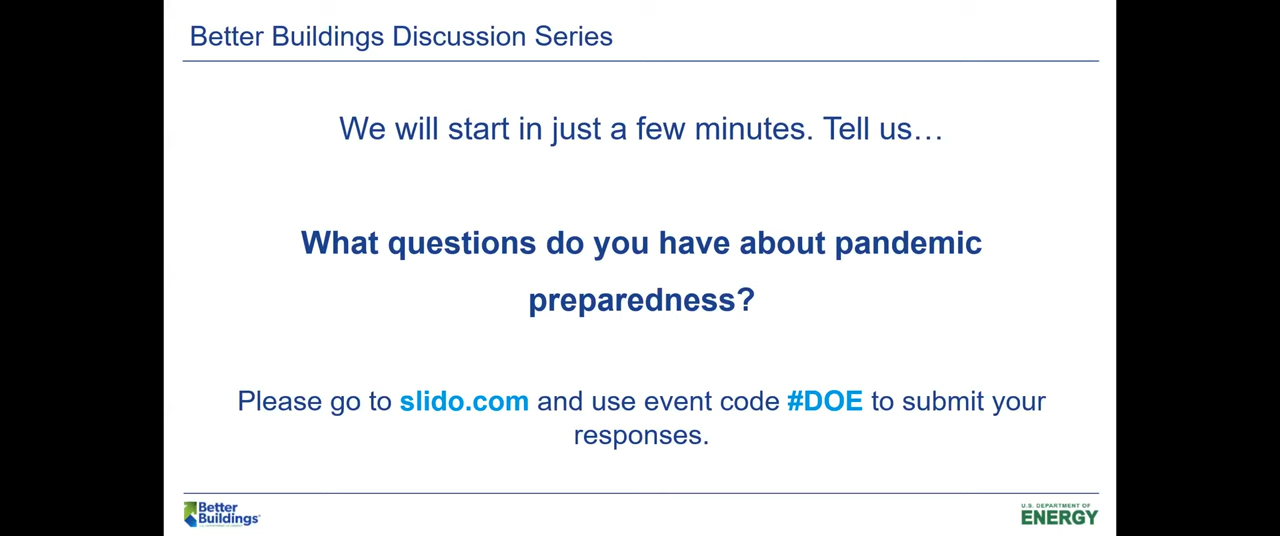 Better Buildings Discussion Series
We will start in just a few minutes. Tell us…
What questions do you have about pandemic
preparedness?
Please go to slido.com and use event code #DOE to submit your
responses.
Better
Buildings
U.S. DEPARTMENT OF
ENERGY